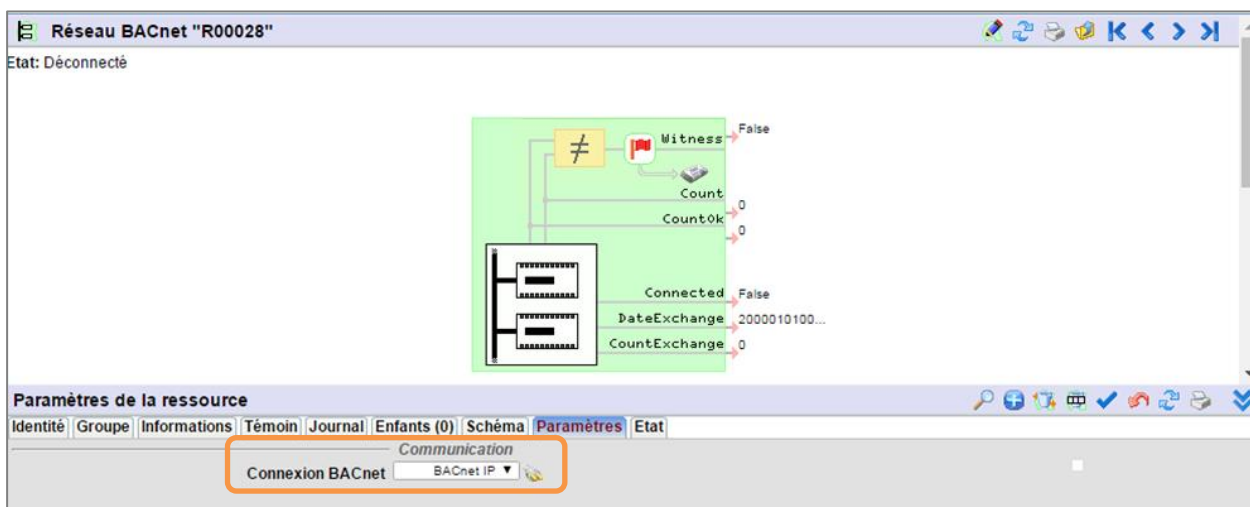 Réseau BACnet "R00028"
Etat: Déconnecté
≠
Witness
False
Count
0
CountOk
0
Connected
False
DateExchange
2000010100...
CountExchange
0
Paramètres de la ressource
Identité Groupe Informations Témoin Journal Enfants (0) Schéma Paramètres Etat
Communication
Connexion BACnet BACnet IP ▼